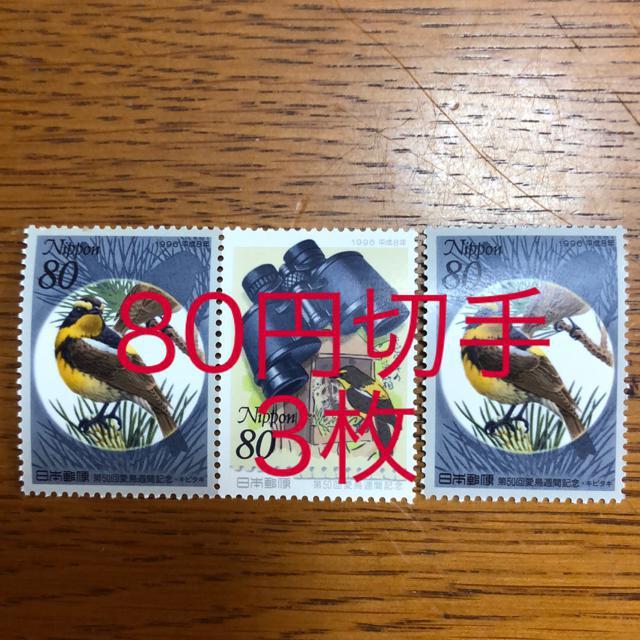 Nippon
80
1996 平成8年
日本郵便 第50回愛鳥週間記念・キビタキ
1996 平成8年
Nippon
80
日本郵便 第50回愛鳥週間記念
Nippon
80
1996 平成8年
日本郵便 第50回愛鳥週間記念・キビタキ
80円切手
3枚